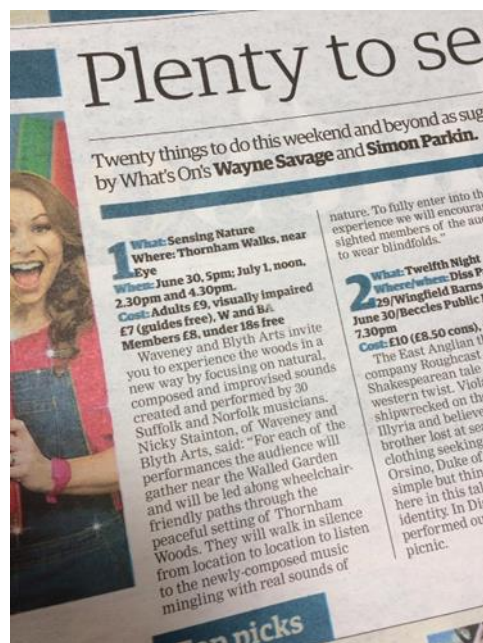 Plenty to se
Twenty things to do this weekend and beyond as sug
by What's On's Wayne Savage and Simon Parkin.
1
What: Sensing Nature
Where: Thornham Walks, near
Eye
When: June 30, 5pm; July 1, noon,
2.30pm and 4.30pm.
Cost: Adults £9, visually impaired
£7 (guides free), W and BA
Members £8, under 18s free
Waveney and Blyth Arts invite
you to experience the woods in a
new way by focusing on natural,
composed and improvised sounds
created and performed by 30
Suffolk and Norfolk musicians.
Nicky Stainton, of Waveney and
Blyth Arts, said: “For each of the
performances the audience will
gather near the Walled Garden
and will be led along wheelchair-
friendly paths through the
peaceful setting of Thornham
Woods. They will walk in silence
from location to location to listen
to the newly-composed music
mingling with real sounds of
nature. To fully enter into th
experience we will encoura
sighted members of the au
to wear blindfolds.”
2
What: Twelfth Night
Where/when: Diss P
29/Wingfield Barns
June 30/Beccles Public
7.30pm
Cost: £10 (£8.50 cons),
The East Anglian t
company Roughcast
Shakespearean tale
western twist. Viola
shipwrecked on th
Illyria and believe
brother lost at sea
clothing seeking
Orsino, Duke of
simple but thin
here in this tal
identity. In Di
performed ou
picnic.
picks